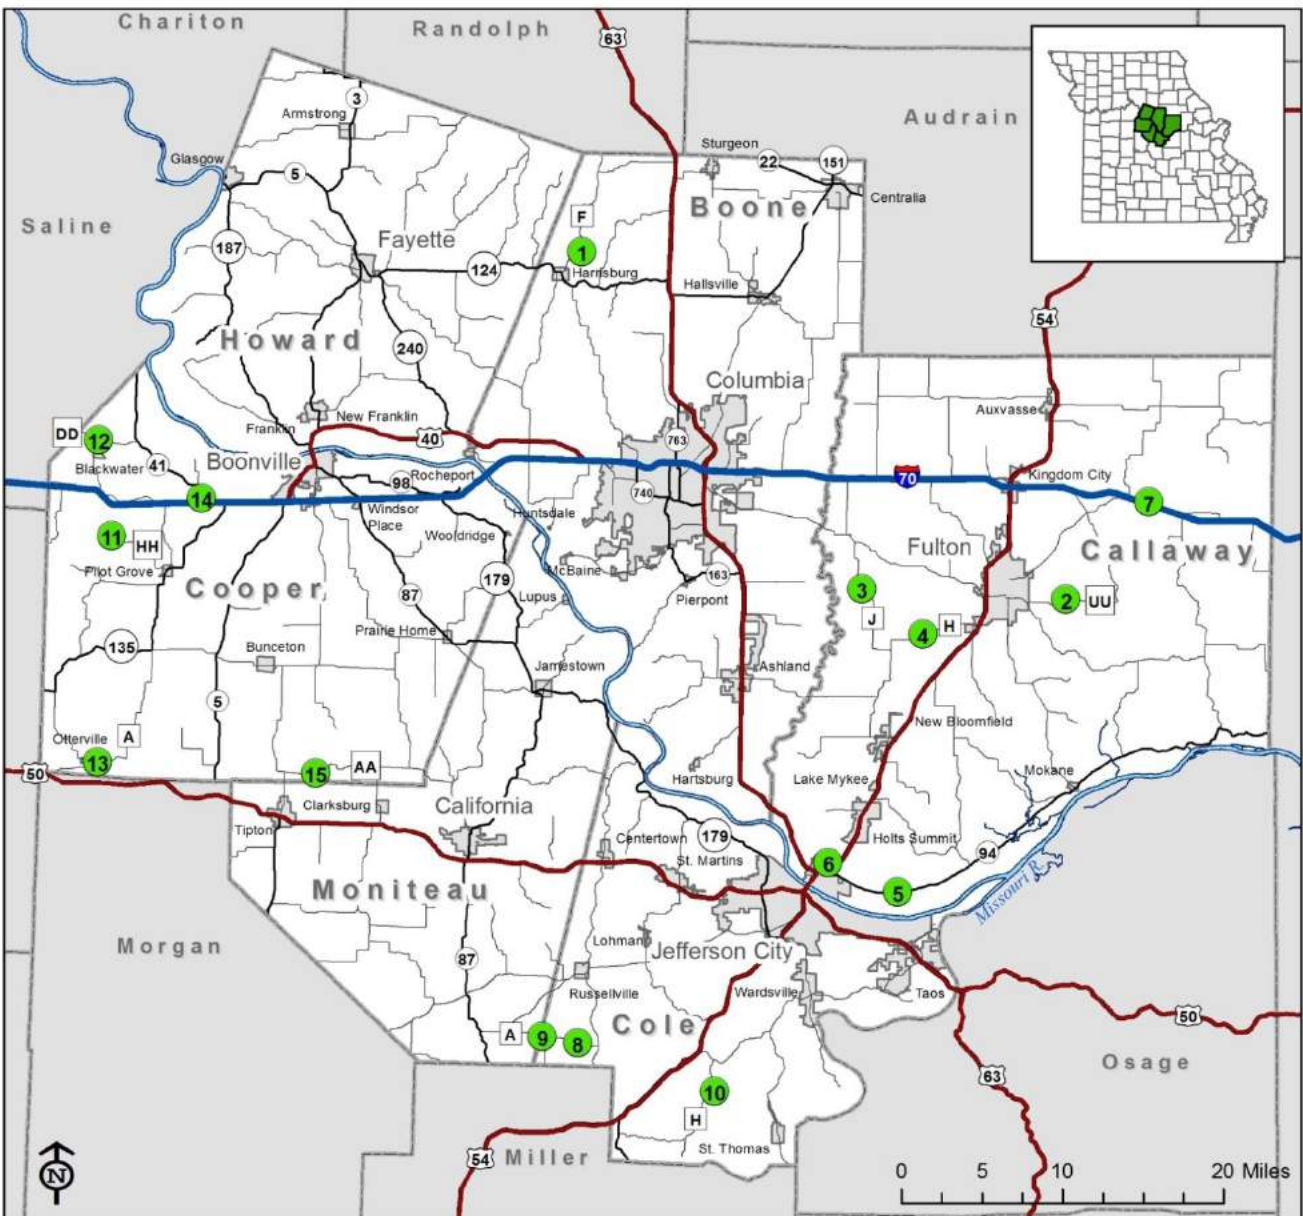 Chariton
Randolph
63
Audrain
3
Armstrong
Sturgeon
22
151
Glasgow
5
Centralia
Boone
Saline
F
187
Fayette
1
124
Harrisburg
Hallsville
54
Howard
240
Columbia
Auxvasse
New Franklin
Franklin
40
763
DD
12
Blackwater
41
Boonville
Rocheport
98
70
Kingdom City
14
740
7
Windsor
Place
Huntsdale
11
HH
Wooldridge
Fulton
Callaway
Pilot Grove
McBaine
163
Cooper
87
179
Lupus
Pierpont
3
2
UU
J
4
H
Prairie Home
135
Bunceton
Jamestown
Ashland
5
New Bloomfield
Otterville
A
13
50
15
AA
Hartsburg
Lake Mykee
Mokane
Clarksburg
California
Tipton
Centertown
179
St. Martins
Holts Summit
94
6
5
Missouri R.
Moniteau
Morgan
Lohman
Jefferson City
87
Russellville
Wardsville
Taos
50
A
9
8
Cole
Osage
63
10
H
St. Thomas
N
54
Miller
0 5 10 20 Miles